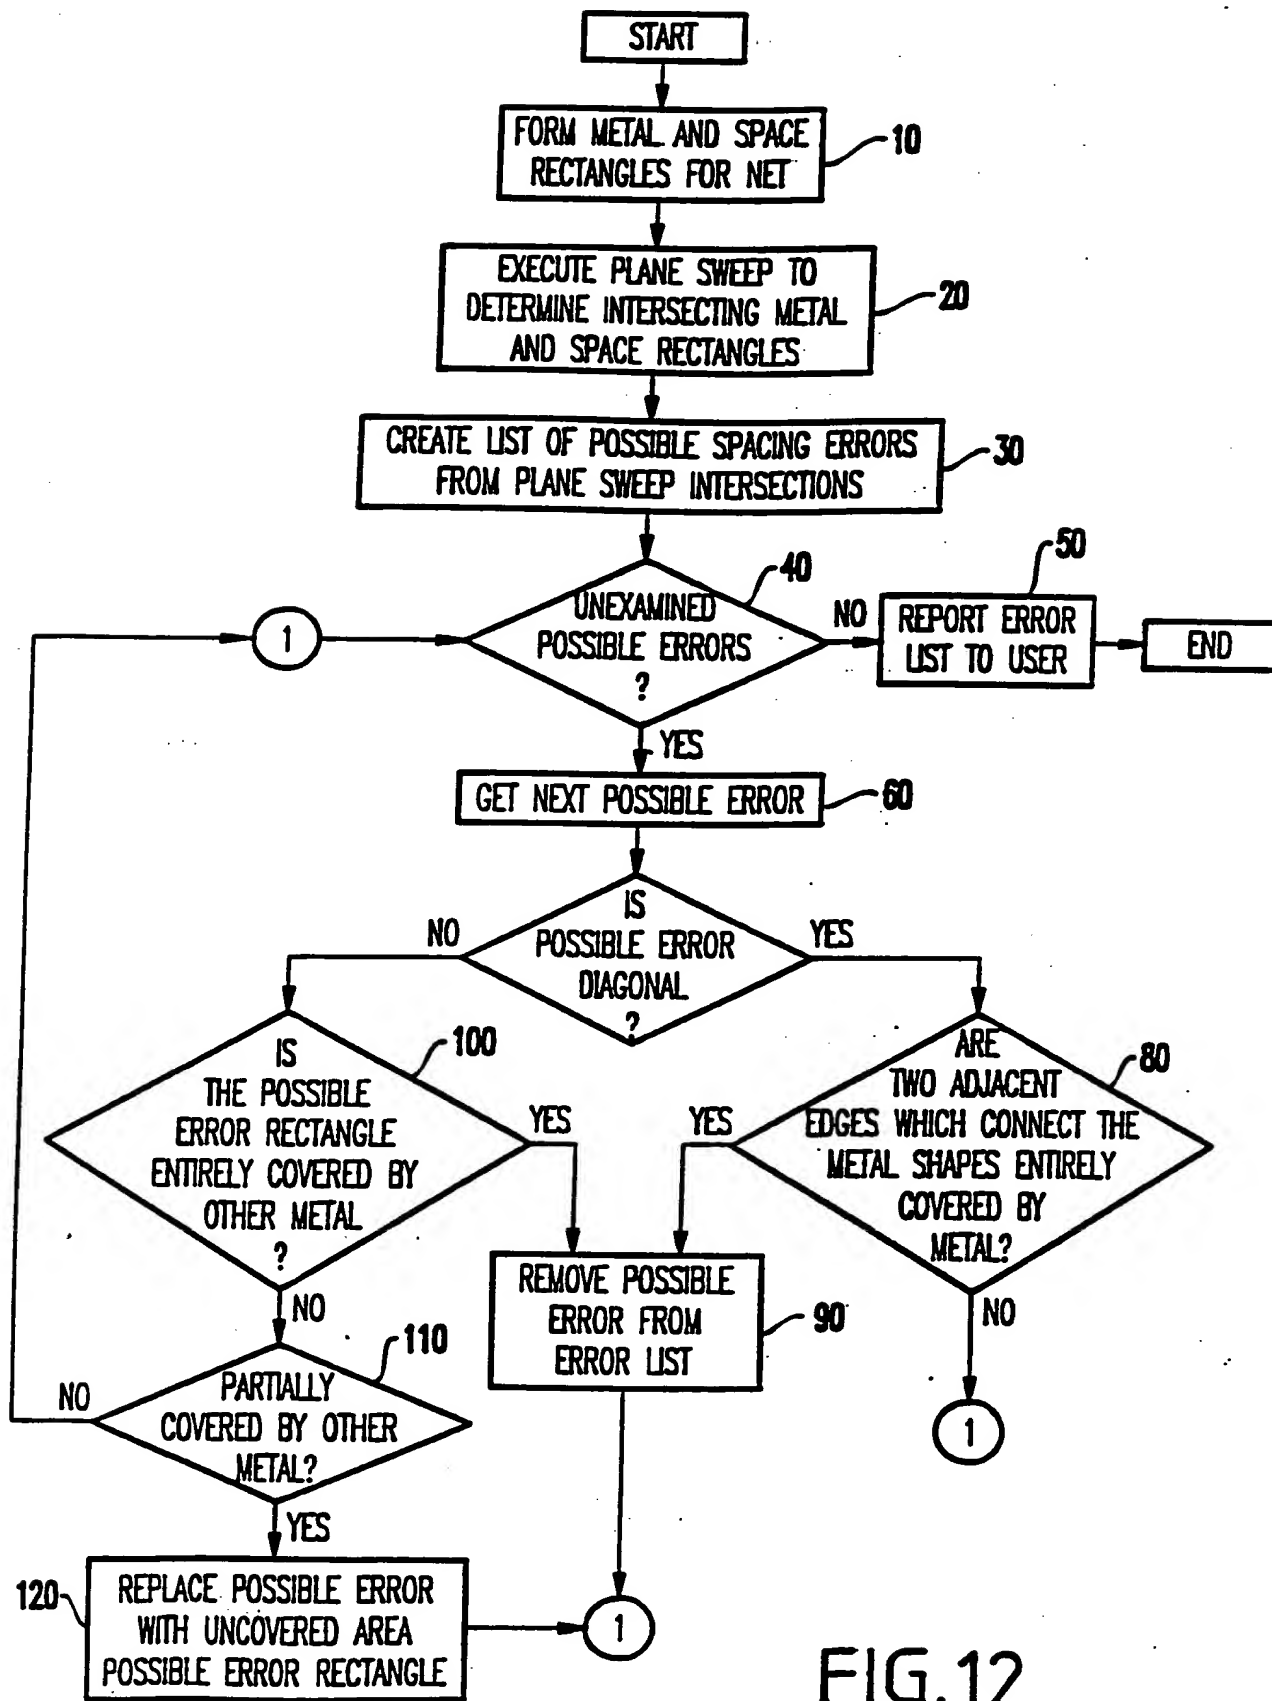 START
FORM METAL AND SPACE
RECTANGLES FOR NET
10
EXECUTE PLANE SWEEP TO
DETERMINE INTERSECTING METAL
AND SPACE RECTANGLES
20
CREATE LIST OF POSSIBLE SPACING ERRORS
FROM PLANE SWEEP INTERSECTIONS
30
1
UNEXAMINED
POSSIBLE ERRORS
?
40
NO
REPORT ERROR
LIST TO USER
50
END
YES
GET NEXT POSSIBLE ERROR
60
IS
POSSIBLE ERROR
DIAGONAL
?
NO
YES
IS
THE POSSIBLE
ERROR RECTANGLE
ENTIRELY COVERED BY
OTHER METAL
?
100
YES
ARE
TWO ADJACENT
EDGES WHICH CONNECT THE
METAL SHAPES ENTIRELY
COVERED BY
METAL?
80
YES
NO
REMOVE POSSIBLE
ERROR FROM
ERROR LIST
90
NO
1
PARTIALLY
COVERED BY OTHER
METAL?
110
NO
YES
REPLACE POSSIBLE ERROR
WITH UNCOVERED AREA
POSSIBLE ERROR RECTANGLE
120
1
FIG.12